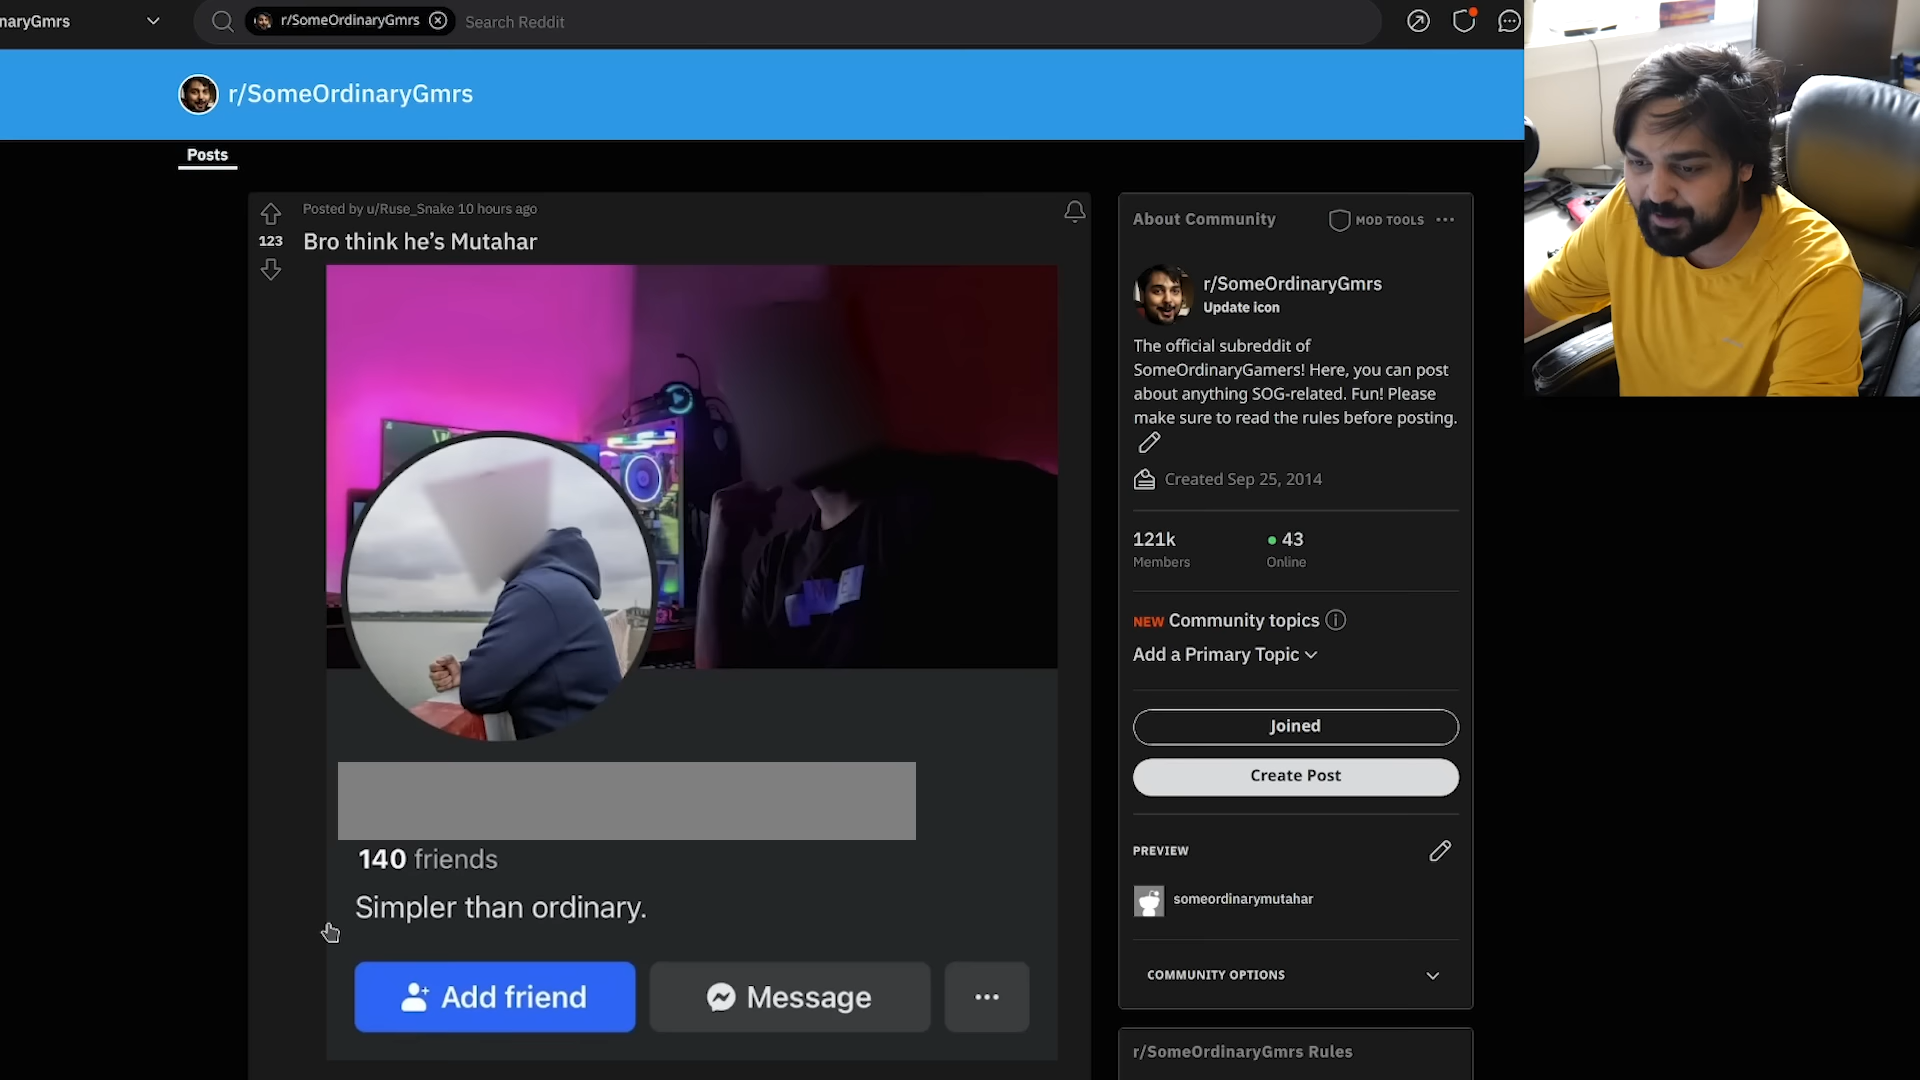 naryGmrs
r/SomeOrdinaryGmrs
Search Reddit
r/SomeOrdinaryGmrs
Posts
Posted by u/Ruse_Snake 10 hours ago
123
Bro think he's Mutahar
140 friends
Simpler than ordinary.
Add friend
Message
About Community
MOD TOOLS
r/SomeOrdinaryGmrs
Update icon
The official subreddit of
SomeOrdinaryGamers! Here, you can post
about anything SOG-related. Fun! Please
make sure to read the rules before posting.
Created Sep 25, 2014
121k
43
Members
Online
NEW Community topics
Add a Primary Topic
Joined
Create Post
PREVIEW
someordinarymutahar
COMMUNITY OPTIONS
r/SomeOrdinaryGmrs Rules